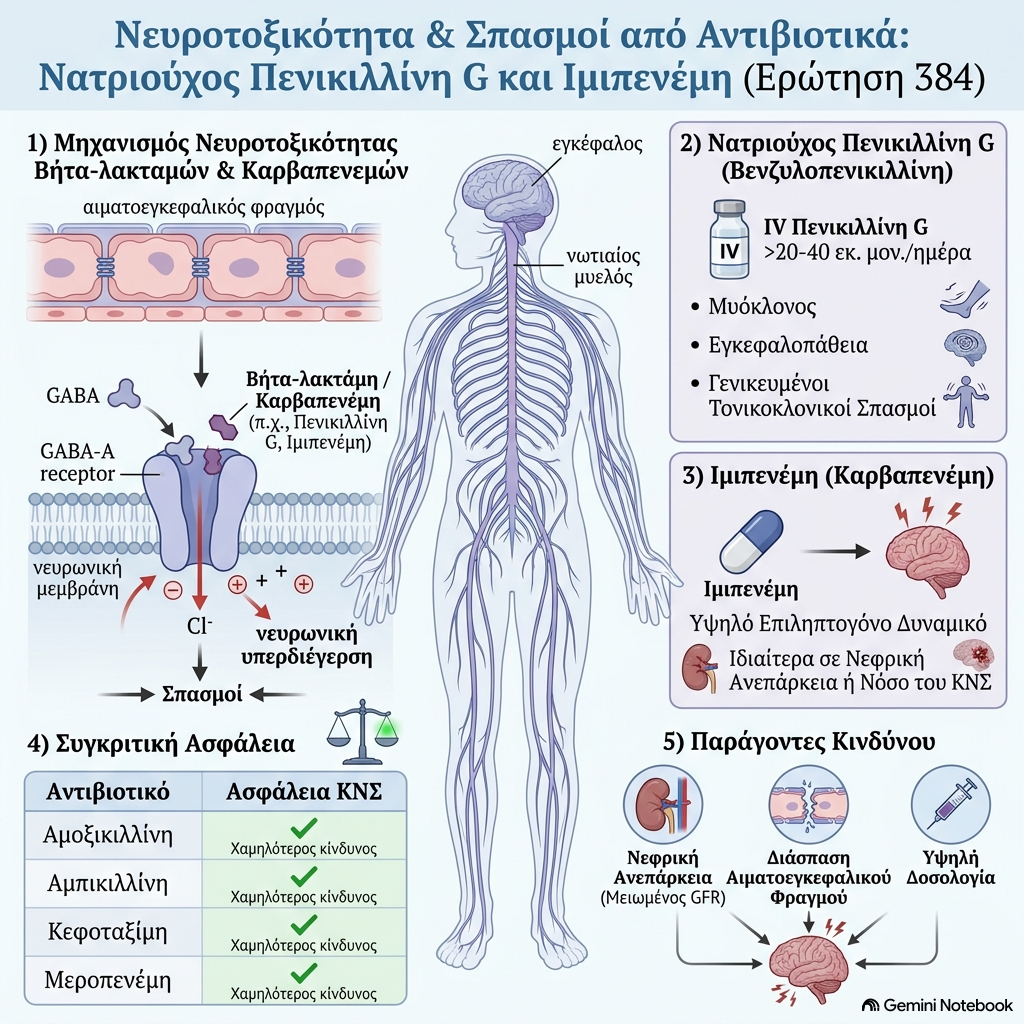 Νευροτοξικότητα & Σπασμοί από Αντιβιοτικά:
Νατριούχος Πενικιλλίνη G και Ιμιπενέμη (Ερώτηση 384)
1) Μηχανισμός Νευροτοξικότητας
Βήτα-λακταμών & Καρβαπενεμών
αιματοεγκεφαλικός φραγμός
GABA
Βήτα-λακτάμη /
Καρβαπενέμη
(π.χ., Πενικιλλίνη
G, Ιμιπενέμη)
GABA-A
receptor
νευρωνική
μεμβράνη
− + + + +
Cl-
νευρωνική
υπερδιέγερση
Σπασμοί
εγκέφαλος
νωτιαίος
μυελός
2) Νατριούχος Πενικιλλίνη G
(Βενζυλοπενικιλλίνη)
IV
IV Πενικιλλίνη G
>20-40 εκ. μον./ημέρα
• Μυόκλονος
• Εγκεφαλοπάθεια
• Γενικευμένοι
Τονικοκλονικοί Σπασμοί
3) Ιμιπενέμη (Καρβαπενέμη)
Ιμιπενέμη
Υψηλό Επιληπτογόνο Δυναμικό
Ιδιαίτερα σε Νεφρική
Ανεπάρκεια ή Νόσο του ΚΝΣ
4) Συγκριτική Ασφάλεια
Αντιβιοτικό Ασφάλεια ΚΝΣ
Αμοξικιλλίνη ✓ Χαμηλότερος κίνδυνος
Αμπικιλλίνη ✓ Χαμηλότερος κίνδυνος
Κεφοταξίμη ✓ Χαμηλότερος κίνδυνος
Μεροπενέμη ✓ Χαμηλότερος κίνδυνος
5) Παράγοντες Κινδύνου
Νεφρική
Ανεπάρκεια
(Μειωμένος GFR)
Διάσπαση
Αιματοεγκεφαλικού
Φραγμού
Υψηλή
Δοσολογία
Gemini Notebook